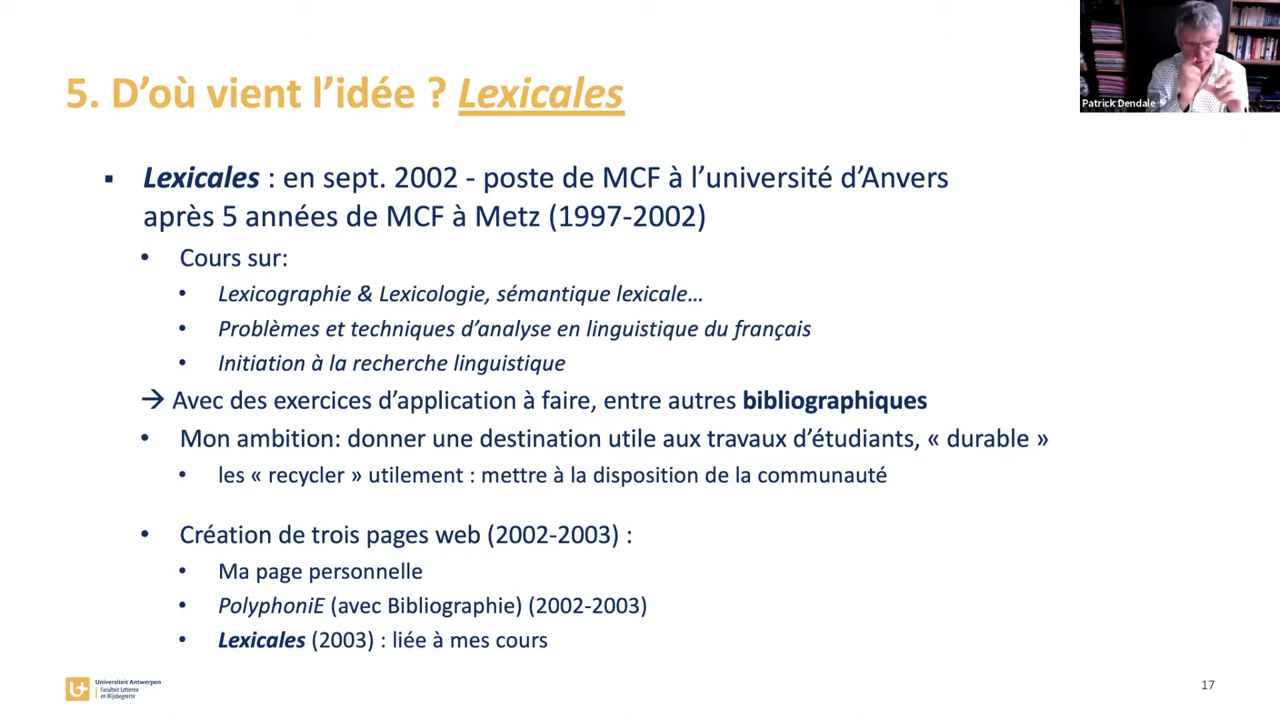 Patrick Dendale
5. D’où vient l’idée ? Lexicales
▪ Lexicales : en sept. 2002 - poste de MCF à l’université d’Anvers
après 5 années de MCF à Metz (1997-2002)
• Cours sur:
• Lexicographie & Lexicologie, sémantique lexicale…
• Problèmes et techniques d’analyse en linguistique du français
• Initiation à la recherche linguistique
→ Avec des exercices d’application à faire, entre autres bibliographiques
• Mon ambition: donner une destination utile aux travaux d’étudiants, « durable »
• les « recycler » utilement : mettre à la disposition de la communauté
• Création de trois pages web (2002-2003) :
• Ma page personnelle
• PolyphoniE (avec Bibliographie) (2002-2003)
• Lexicales (2003) : liée à mes cours
Universiteit Antwerpen
Faculteit Letteren
en Wijsbegeerte
17